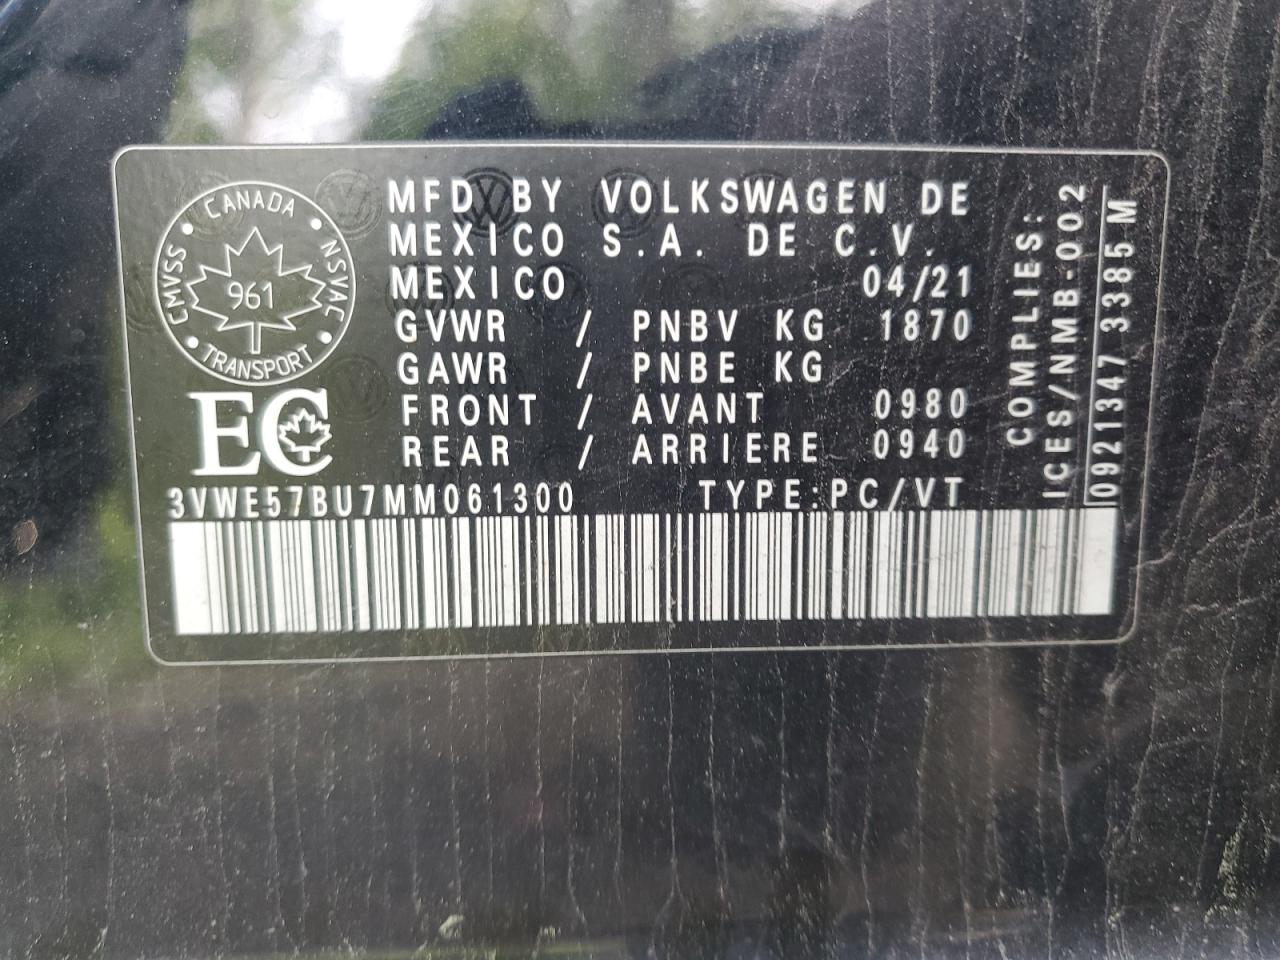 CANADA
CMVSS
NSVAC
961
TRANSPORT
EC
MFD BY VOLKSWAGEN DE
MEXICO S.A. DE C.V.
MEXICO 04/21
GVWR / PNBV KG 1870
GAWR / PNBE KG
FRONT / AVANT 0980
REAR / ARRIERE 0940
3VWE57BU7MM061300 TYPE:PC/VT
COMPLIES:
ICES/NMB-002
0921347 3385 M